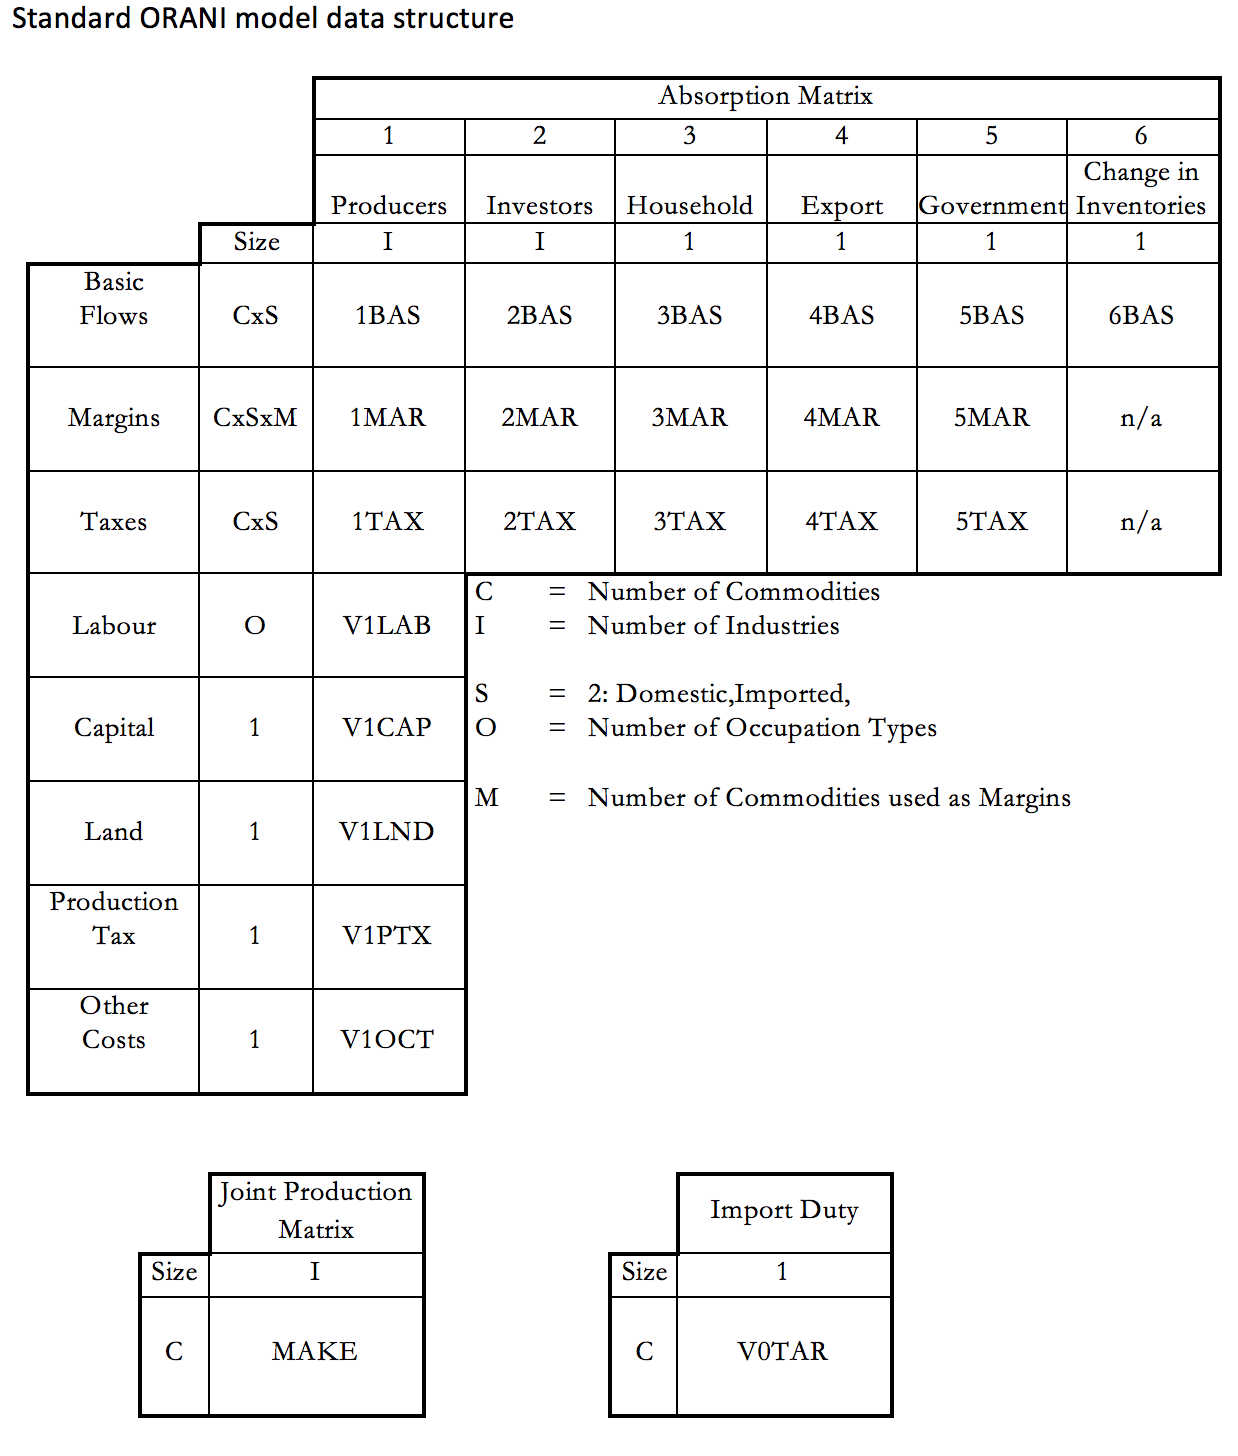 Standard ORANI model data structure
Absorption Matrix
1 2 3 4 5 6
Producers Investors Household Export Government Change in Inventories
Size I I 1 1 1 1
Basic Flows CxS 1BAS 2BAS 3BAS 4BAS 5BAS 6BAS
Margins CxSxM 1MAR 2MAR 3MAR 4MAR 5MAR n/a
Taxes CxS 1TAX 2TAX 3TAX 4TAX 5TAX n/a
Labour O V1LAB
Capital 1 V1CAP
Land 1 V1LND
Production Tax 1 V1PTX
Other Costs 1 V1OCT
C = Number of Commodities
I = Number of Industries
S = 2: Domestic,Imported,
O = Number of Occupation Types
M = Number of Commodities used as Margins
Joint Production
Matrix
Size I
C MAKE
Import Duty
Size 1
C V0TAR